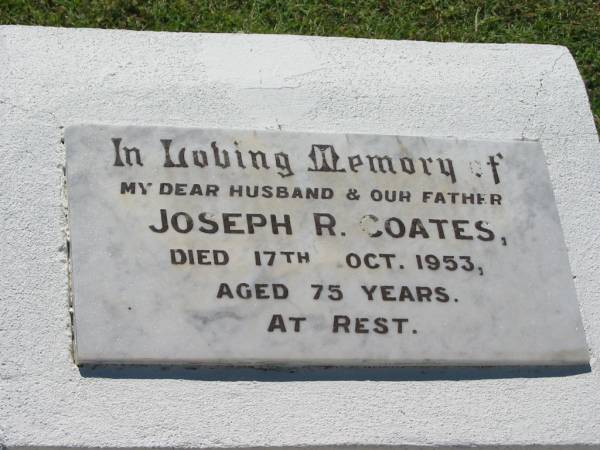 In Loving Memory of
MY DEAR HUSBAND & OUR FATHER
JOSEPH R. COATES,
DIED 17TH OCT. 1953,
AGED 75 YEARS.
AT REST.